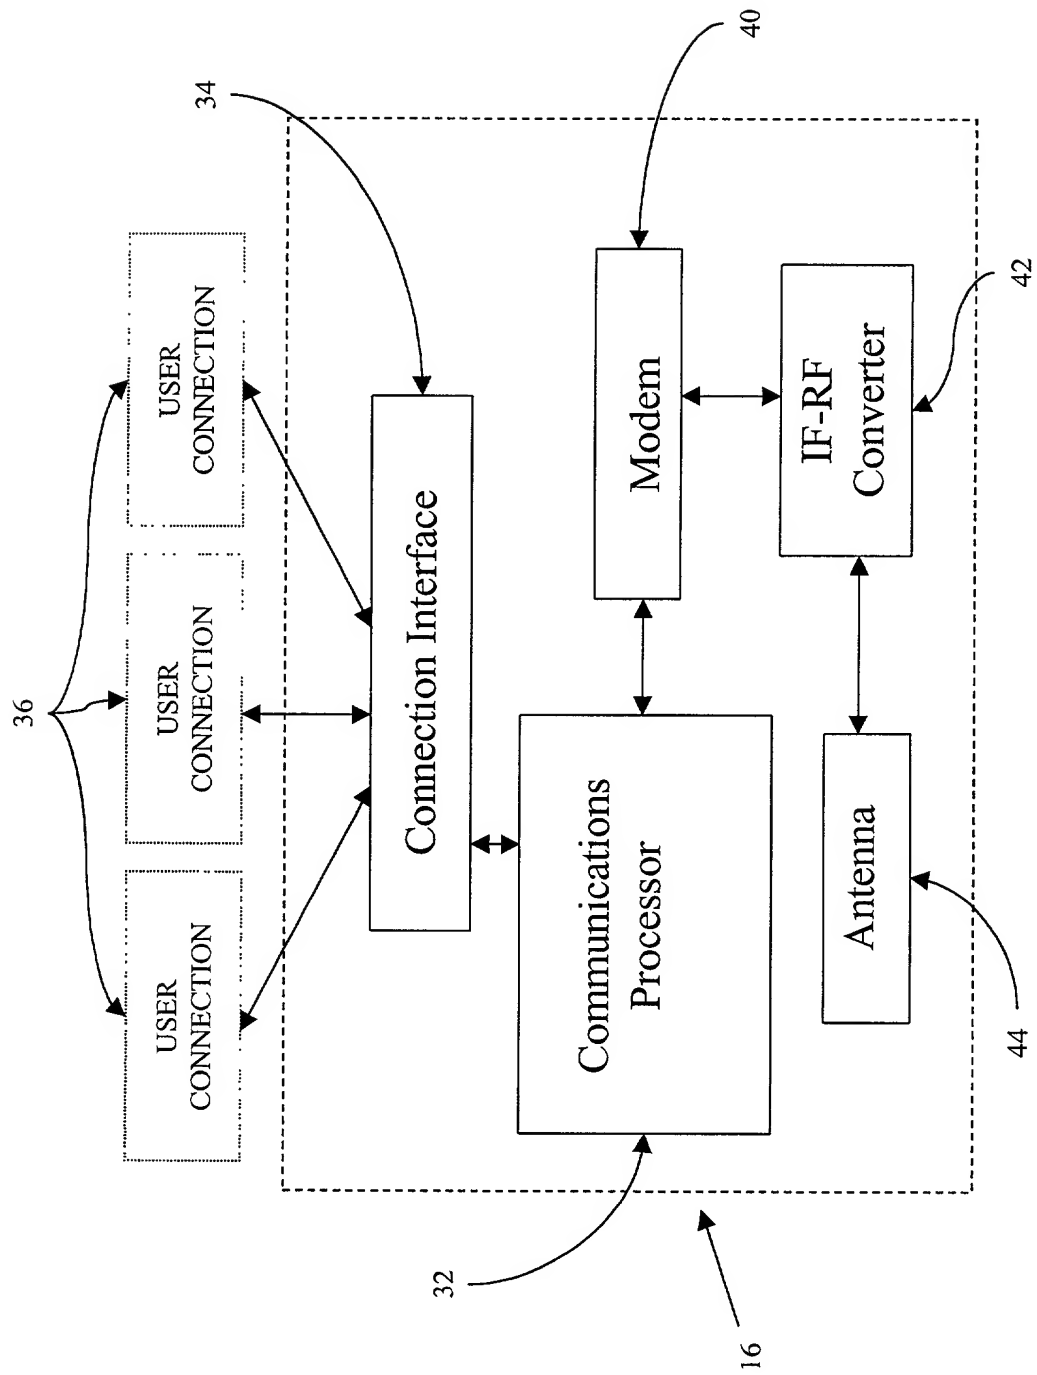 36
USER
CONNECTION
USER
CONNECTION
USER
CONNECTION
34
Connection Interface
32
Communications
Processor
Modem
40
IF-RF
Converter
42
Antenna
44
16